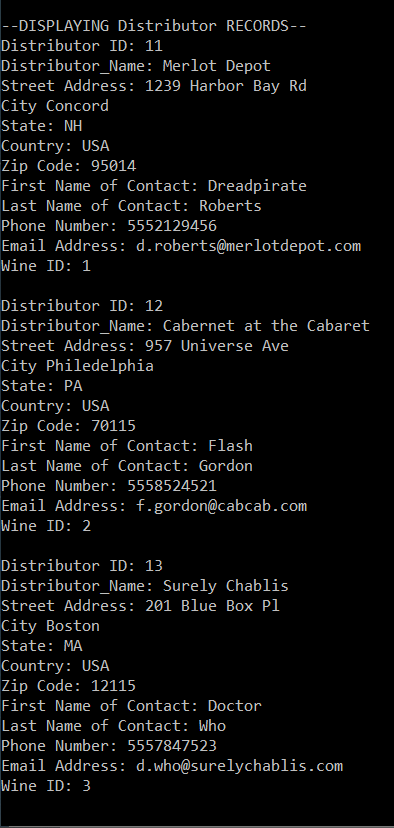 --DISPLAYING Distributor RECORDS--
Distributor ID: 11
Distributor_Name: Merlot Depot
Street Address: 1239 Harbor Bay Rd
City Concord
State: NH
Country: USA
Zip Code: 95014
First Name of Contact: Dreadpirate
Last Name of Contact: Roberts
Phone Number: 5552129456
Email Address: d.roberts@merlotdepot.com
Wine ID: 1

Distributor ID: 12
Distributor_Name: Cabernet at the Cabaret
Street Address: 957 Universe Ave
City Philedelphia
State: PA
Country: USA
Zip Code: 70115
First Name of Contact: Flash
Last Name of Contact: Gordon
Phone Number: 5558524521
Email Address: f.gordon@cabcab.com
Wine ID: 2

Distributor ID: 13
Distributor_Name: Surely Chablis
Street Address: 201 Blue Box Pl
City Boston
State: MA
Country: USA
Zip Code: 12115
First Name of Contact: Doctor
Last Name of Contact: Who
Phone Number: 5557847523
Email Address: d.who@surelychablis.com
Wine ID: 3